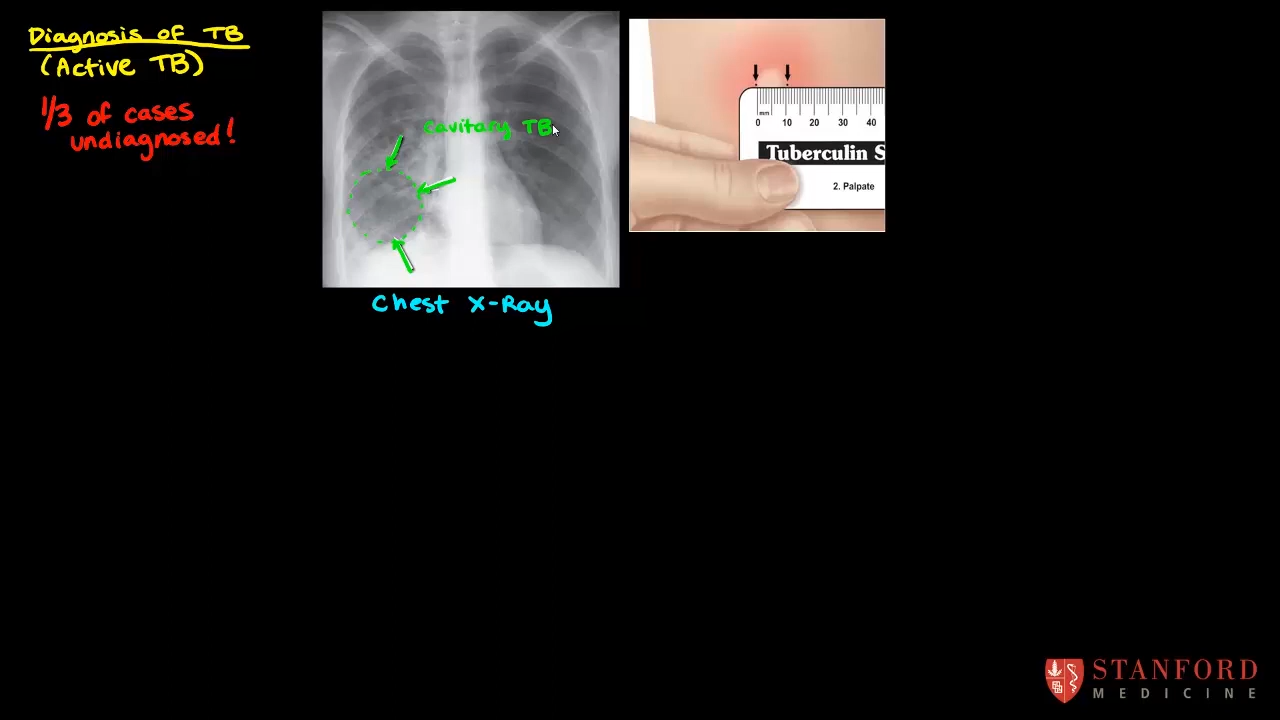 Diagnosis of TB
(Active TB)
1/3 of cases
undiagnosed!
Cavitary TB
Chest X-Ray
mm
0 10 20 30 40
Tuberculin S
2. Palpate
STANFORD
MEDICINE